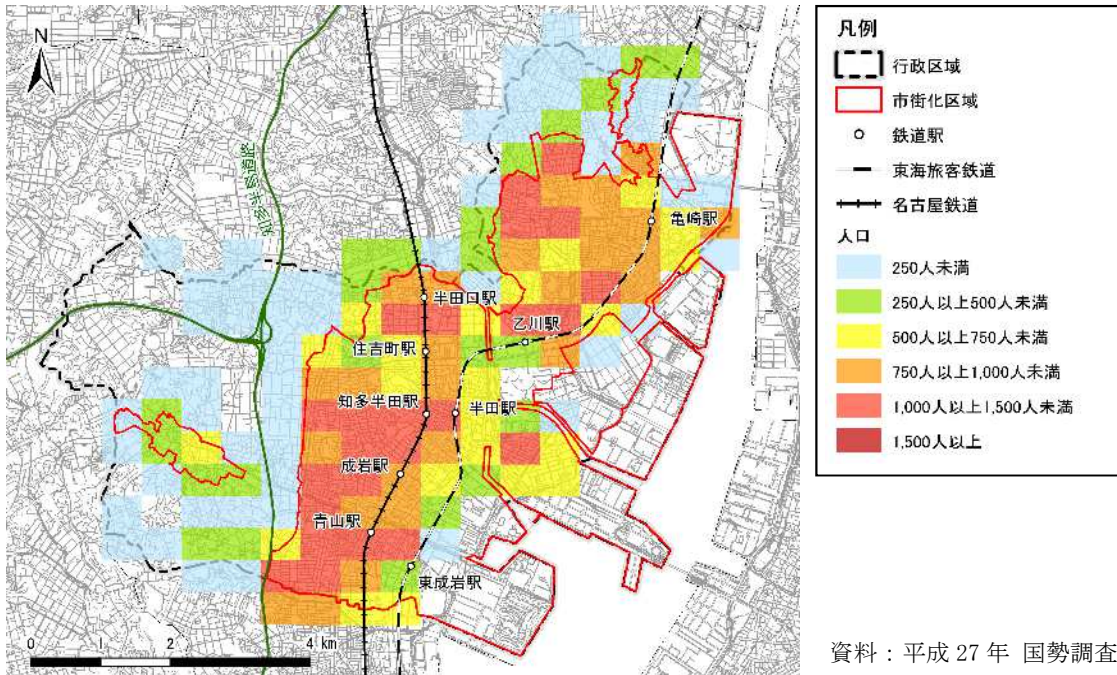 N
知多半島道路
亀崎駅
半田口駅
乙川駅
住吉町駅
知多半田駅
半田駅
成岩駅
青山駅
東成岩駅
0 1 2 4 km
凡例
行政区域
市街化区域
鉄道駅
東海旅客鉄道
名古屋鉄道
人口
250人未満
250人以上500人未満
500人以上750人未満
750人以上1,000人未満
1,000人以上1,500人未満
1,500人以上
資料：平成 27 年 国勢調査